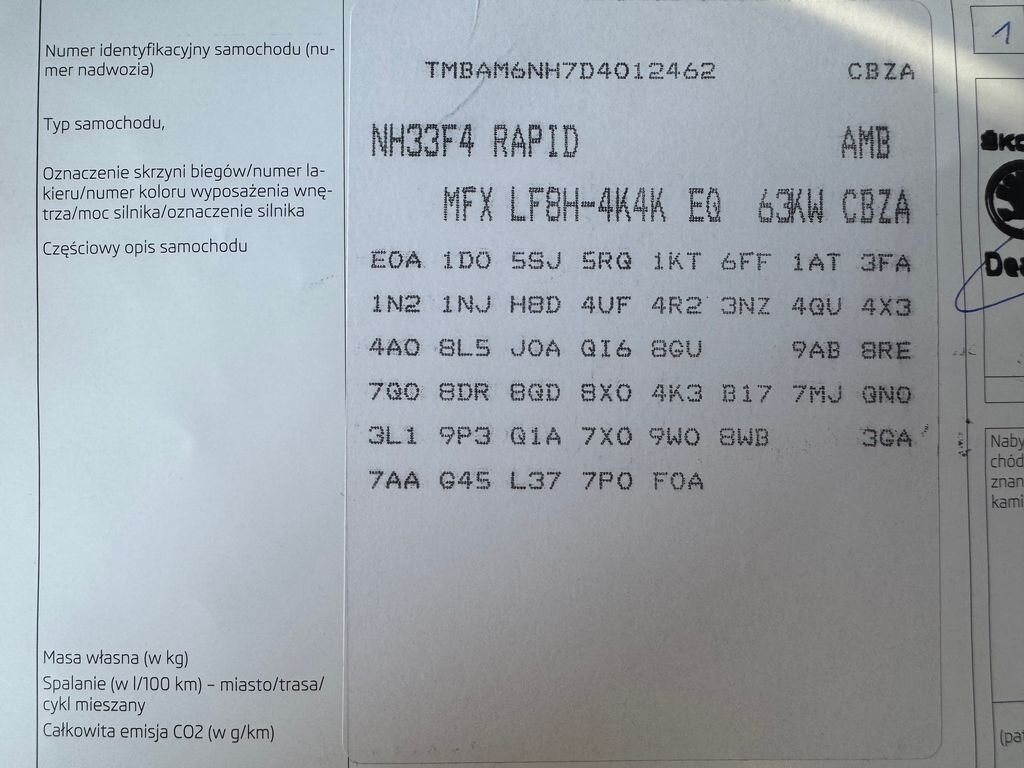 Numer identyfikacyjny samochodu (nu-
mer nadwozia)
TMBAM6NH7D4012462 CBZA
1
Typ samochodu,
NH33F4 RAPID AMB
Oznaczenie skrzyni biegów/numer la-
kieru/numer koloru wyposażenia wnę-
trza/moc silnika/oznaczenie silnika
MFX LF8H-4K4K EQ 63KW CBZA
Częściowy opis samochodu
E0A 1D0 5SJ 5RQ 1KT 6FF 1AT 3FA
1N2 1NJ H8D 4UF 4R2 3NZ 4QU 4X3
4A0 8L5 J0A QI6 8GU 9AB 8RE
7Q0 8DR 8QD 8X0 4K3 B17 7MJ QN0
3L1 9P3 Q1A 7X0 9W0 8WB 3GA
7AA G45 L37 7P0 F0A
Masa własna (w kg)
Spalanie (w l/100 km) – miasto/trasa/
cykl mieszany
Całkowita emisja CO2 (w g/km)